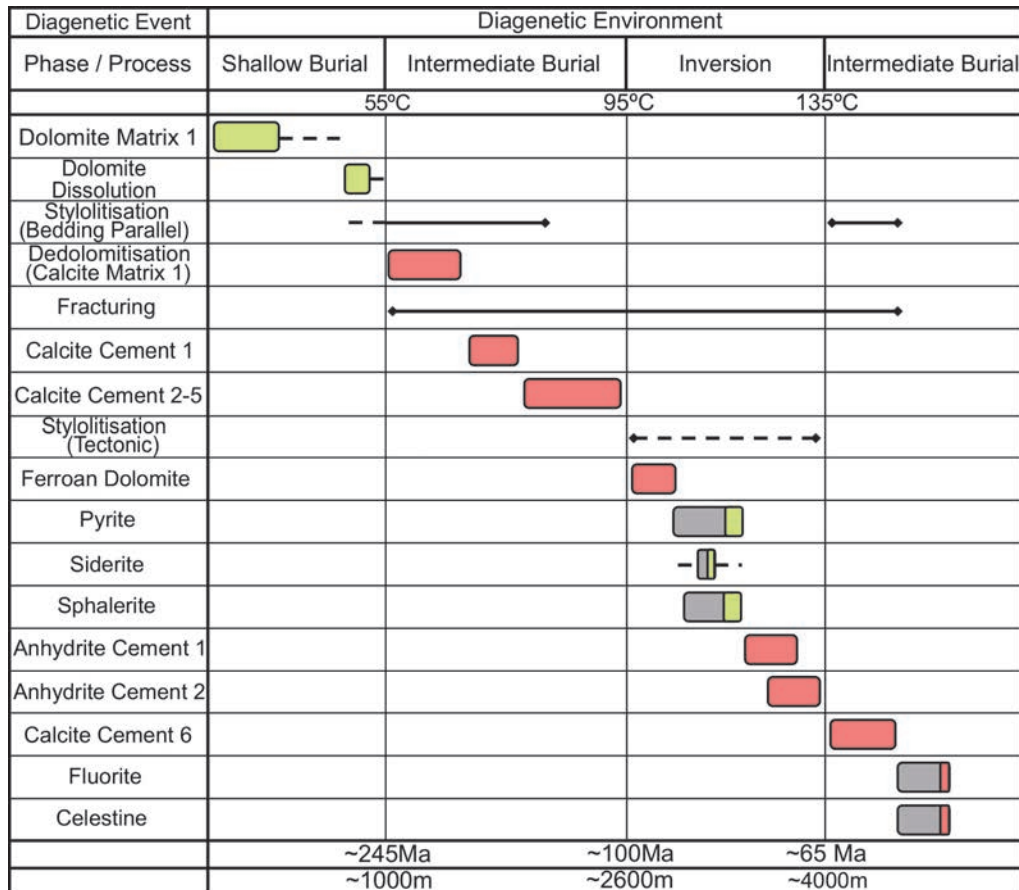 Diagenetic Event
Diagenetic Environment
Phase / Process
Shallow Burial
Intermediate Burial
Inversion
Intermediate Burial
55ºC
95ºC
135ºC
Dolomite Matrix 1
Dolomite
Dissolution
Stylolitisation
(Bedding Parallel)
Dedolomitisation
(Calcite Matrix 1)
Fracturing
Calcite Cement 1
Calcite Cement 2-5
Stylolitisation
(Tectonic)
Ferroan Dolomite
Pyrite
Siderite
Sphalerite
Anhydrite Cement 1
Anhydrite Cement 2
Calcite Cement 6
Fluorite
Celestine
~245Ma
~100Ma
~65 Ma
~1000m
~2600m
~4000m